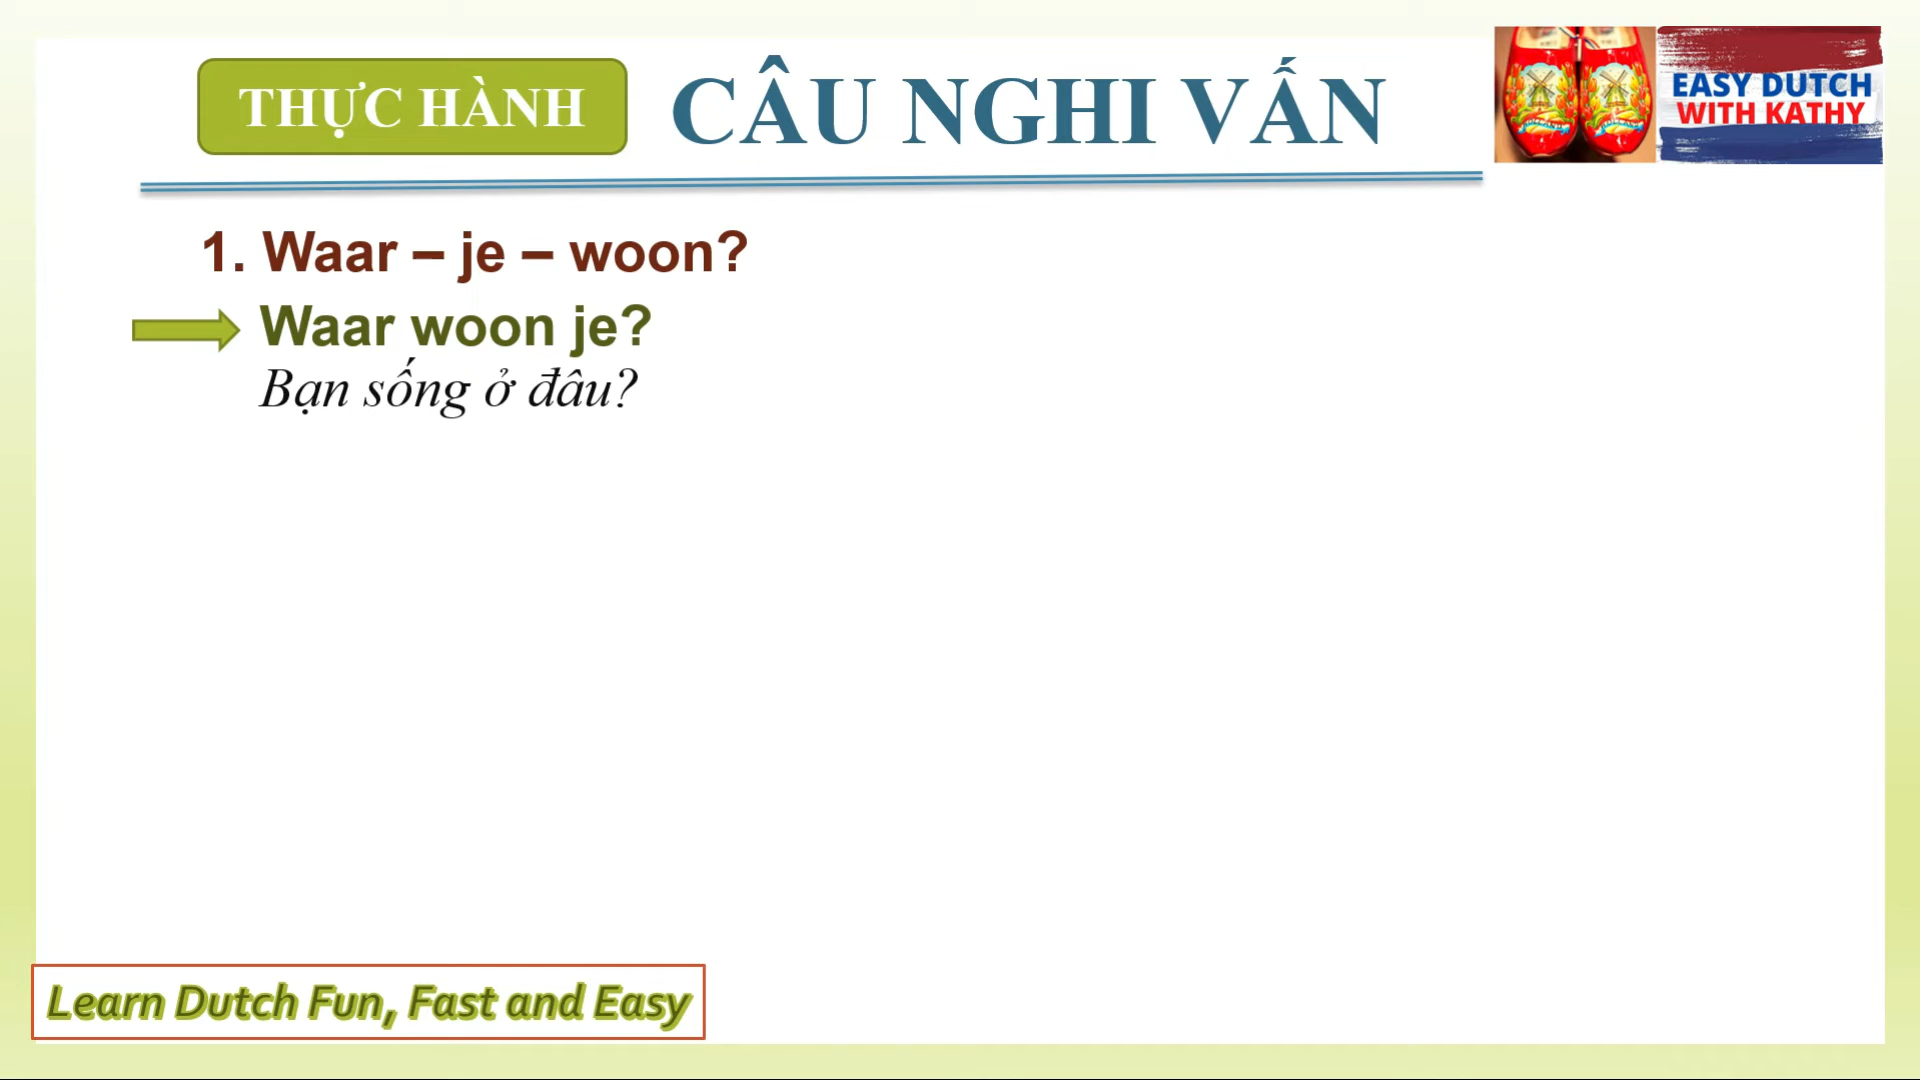 THỰC HÀNH
CÂU NGHI VẤN
EASY DUTCH
WITH KATHY
1. Waar – je – woon?
Waar woon je?
Bạn sống ở đâu?
Learn Dutch Fun, Fast and Easy